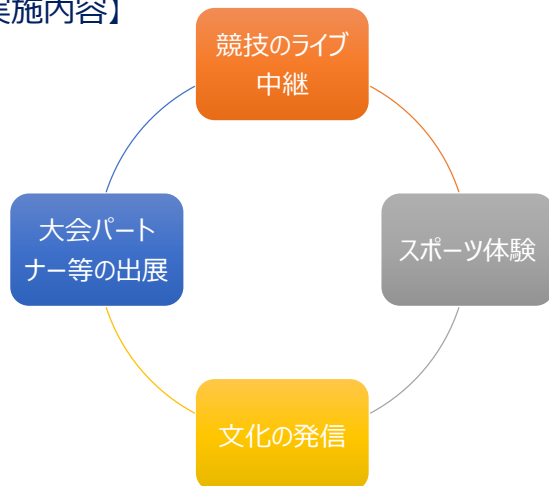 実施内容】
競技のライブ
中継
大会パート
ナー等の出展
スポーツ体験
文化の発信